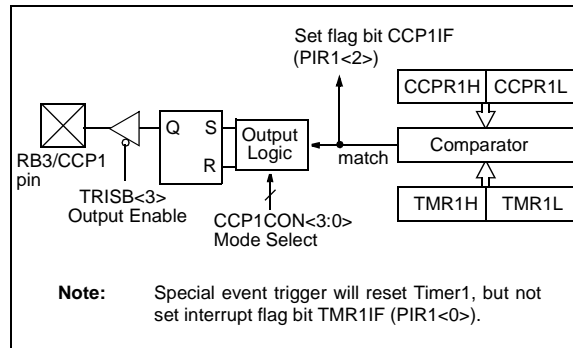 Set flag bit CCP1IF
(PIR1<2>)
CCPR1H CCPR1L
Q S Output
Logic
R
match
Comparator
RB3/CCP1
pin
TRISB<3>
Output Enable
CCP1CON<3:0>
Mode Select
TMR1H TMR1L
Note: Special event trigger will reset Timer1, but not
set interrupt flag bit TMR1IF (PIR1<0>).